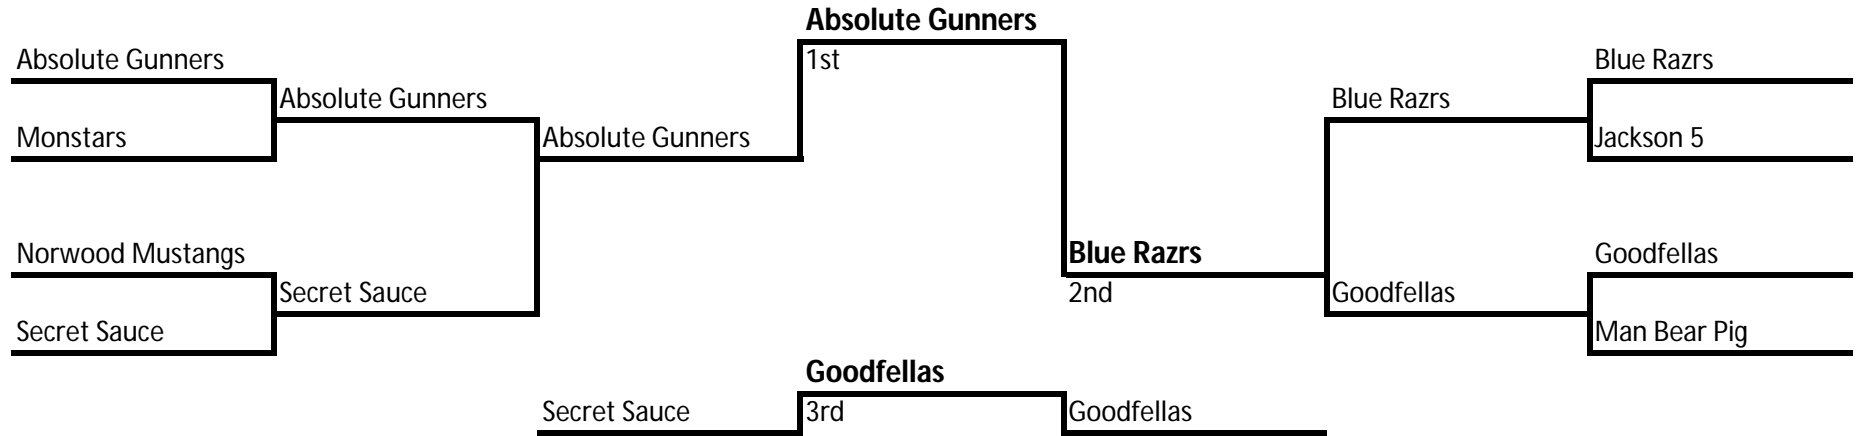 Absolute Gunners
Absolute Gunners
1st
Blue Razrs
Absolute Gunners
Blue Razrs
Monstars
Absolute Gunners
Jackson 5
Norwood Mustangs
Blue Razrs
Goodfellas
Secret Sauce
2nd
Goodfellas
Secret Sauce
Man Bear Pig
Goodfellas
Secret Sauce
3rd
Goodfellas